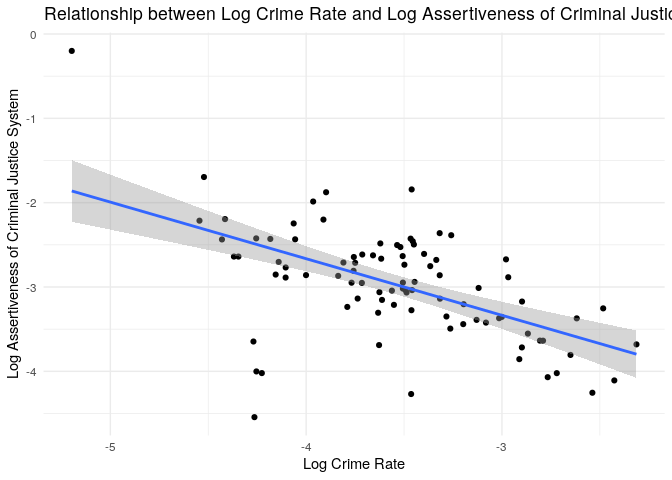 Relationship between Log Crime Rate and Log Assertiveness of Criminal
Log Assertiveness of Criminal Justice System
0
-1
-2
-3
-4
-5
-4
-3
Log Crime Rate